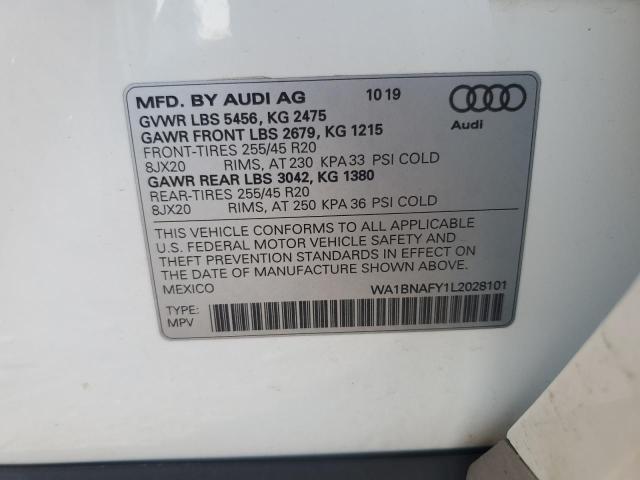 MFD. BY AUDI AG 10 19
GVWR LBS 5456, KG 2475
GAWR FRONT LBS 2679, KG 1215
FRONT-TIRES 255/45 R20
8JX20 RIMS, AT 230 KPA 33 PSI COLD
GAWR REAR LBS 3042, KG 1380
REAR-TIRES 255/45 R20
8JX20 RIMS, AT 250 KPA 36 PSI COLD
Audi
THIS VEHICLE CONFORMS TO ALL APPLICABLE
U.S. FEDERAL MOTOR VEHICLE SAFETY AND
THEFT PREVENTION STANDARDS IN EFFECT ON
THE DATE OF MANUFACTURE SHOWN ABOVE.
MEXICO WA1BNAFY1L2028101
TYPE:
MPV